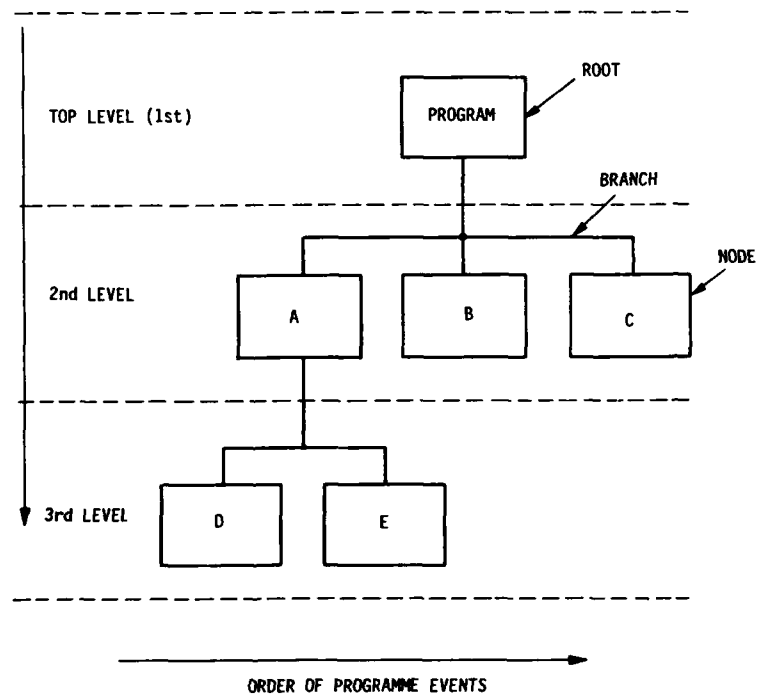 ROOT
TOP LEVEL (1st)
PROGRAM
BRANCH
NODE
2nd LEVEL
A
B
C
3rd LEVEL
D
E
ORDER OF PROGRAMME EVENTS